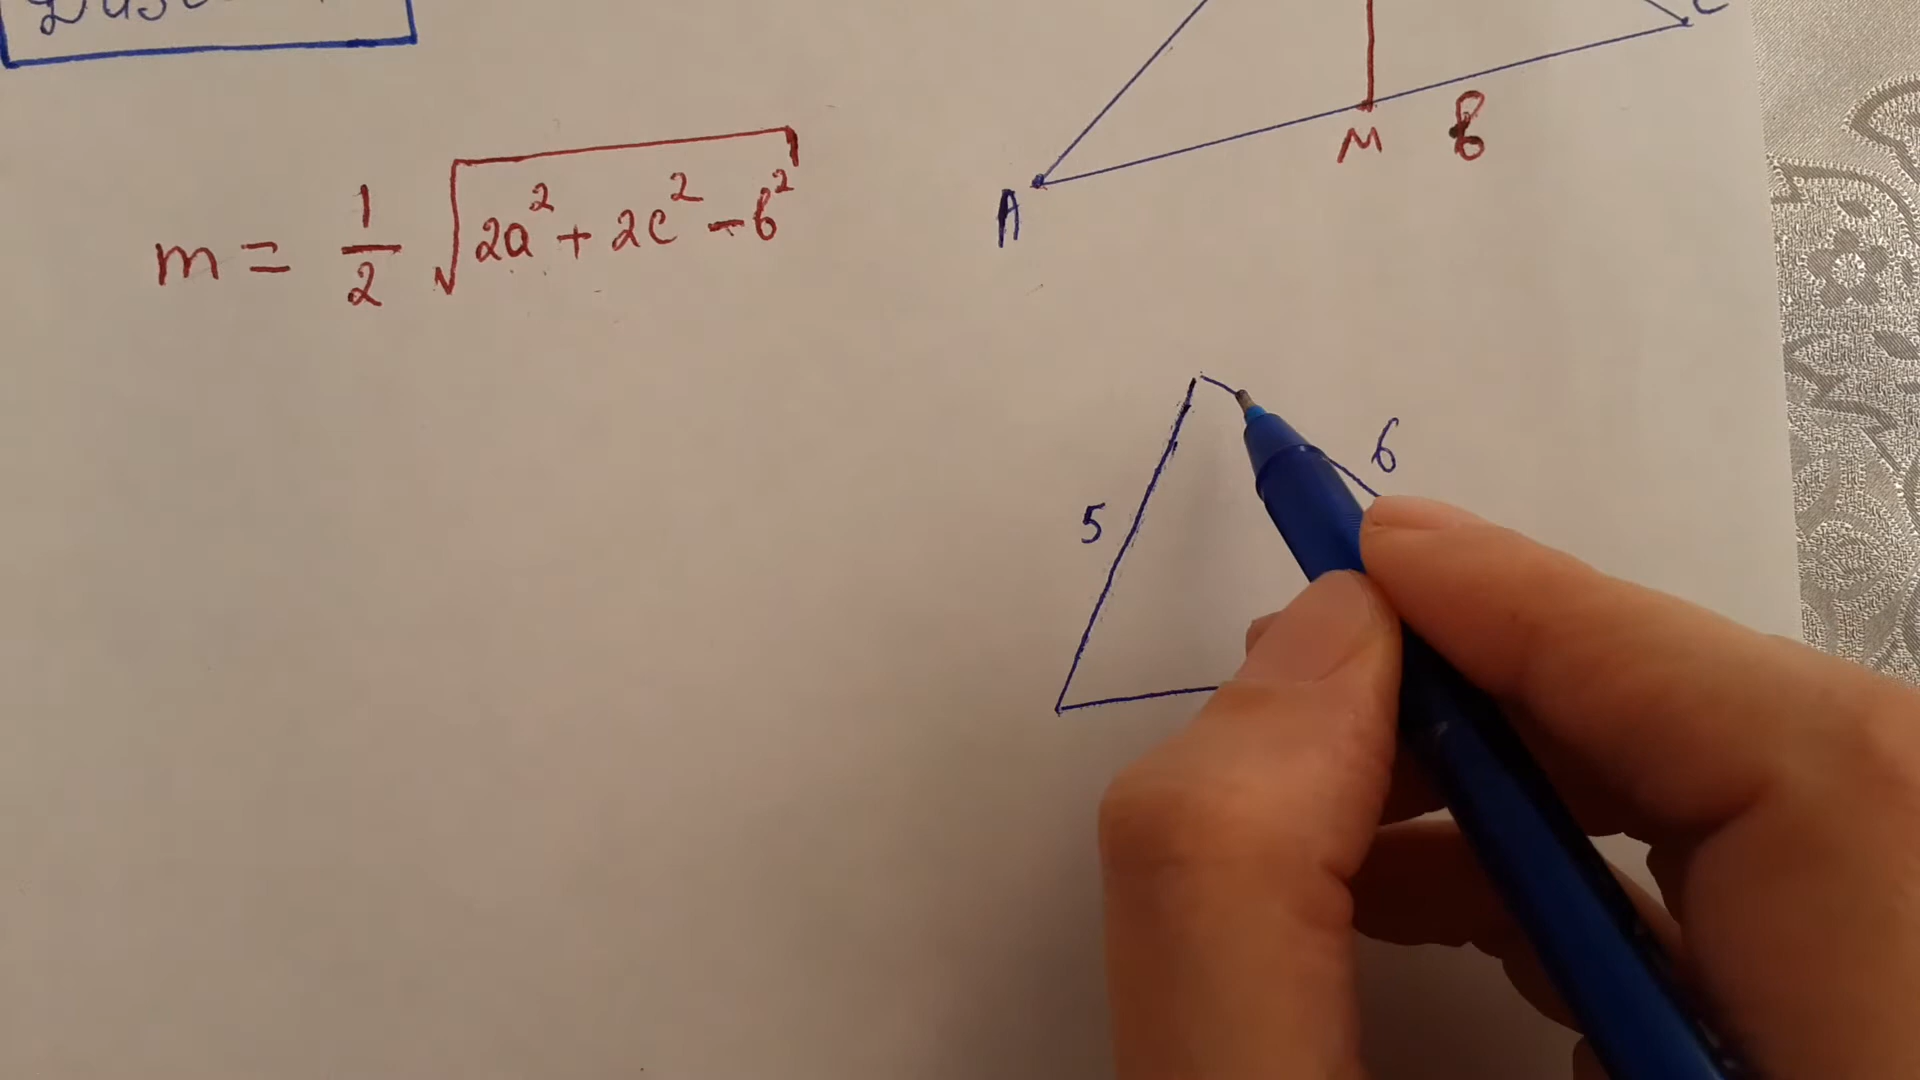 C
M B
A
m = 1/2 √(2a² + 2c² - b²)
6
5